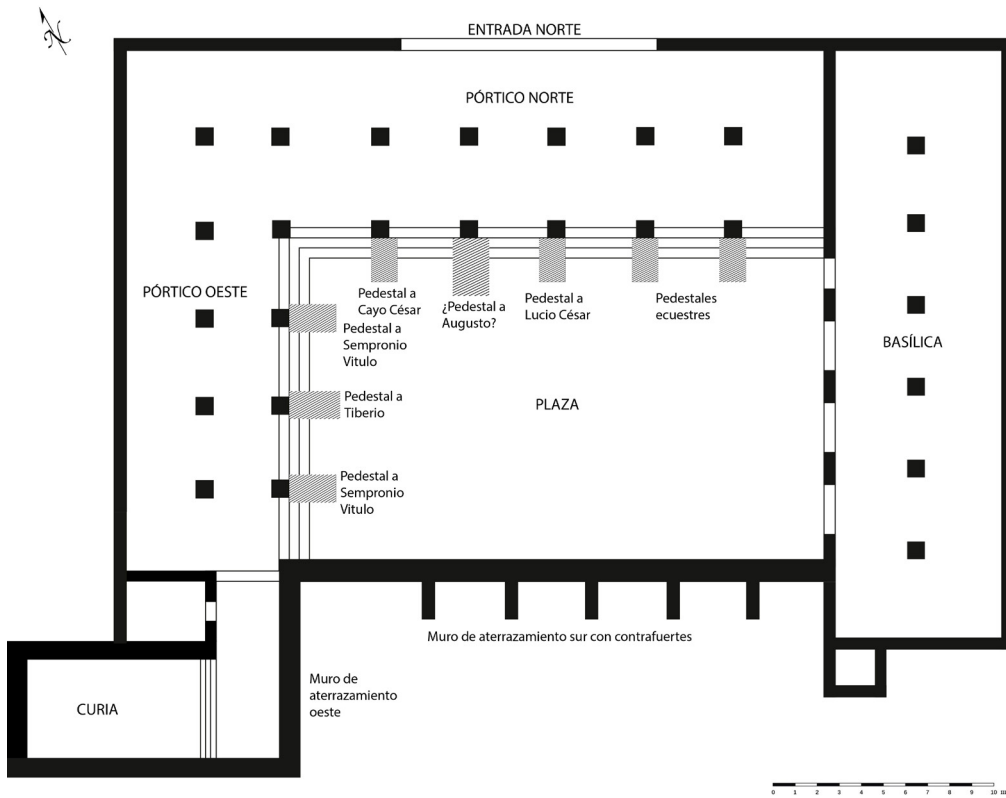 N
ENTRADA NORTE
PÓRTICO NORTE
PÓRTICO OESTE
Pedestal a
Cayo César
¿Pedestal a
Augusto?
Pedestal a
Lucio César
Pedestales
ecuestres
Pedestal a
Sempronio
Vitulo
BASÍLICA
Pedestal a
Tiberio
PLAZA
Pedestal a
Sempronio
Vitulo
Muro de aterrazamiento sur con contrafuertes
Muro de
aterrazamiento
oeste
CURIA
0 1 2 3 4 5 6 7 8 9 10 m